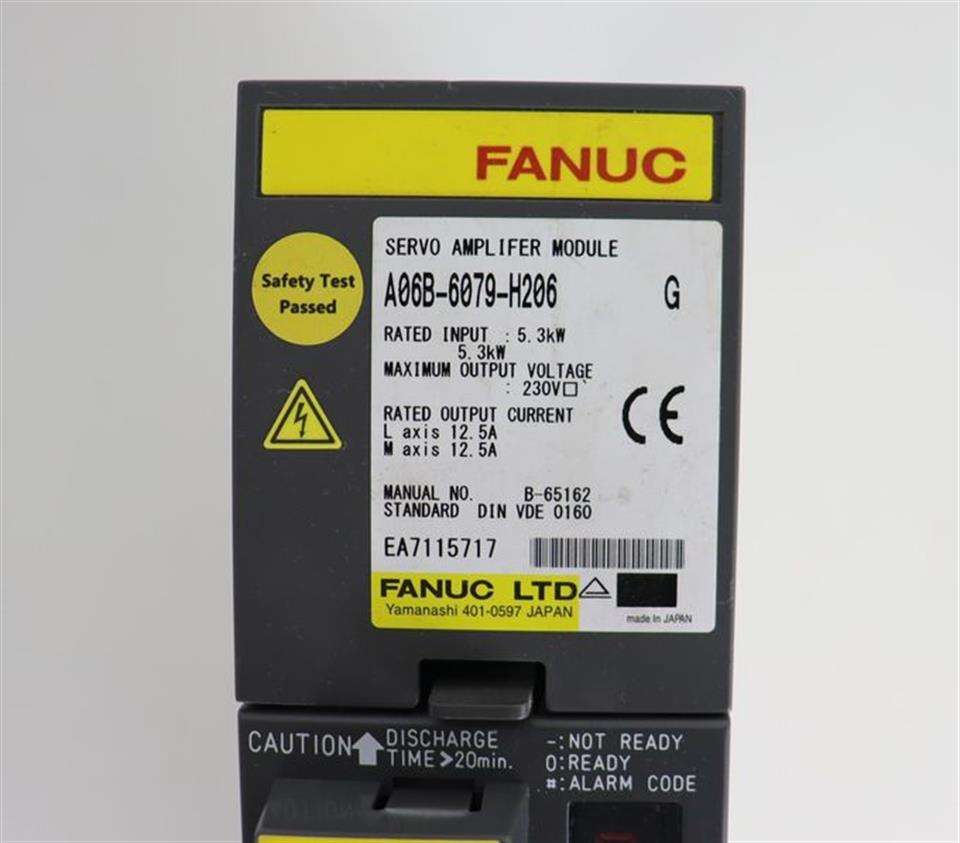 FANUC
Safety Test
Passed
SERVO AMPLIFER MODULE
A06B-6079-H206 G
RATED INPUT : 5.3kW
5.3kW
MAXIMUM OUTPUT VOLTAGE
: 230V□`
RATED OUTPUT CURRENT
L axis 12.5A
M axis 12.5A
CE
MANUAL NO. B-65162
STANDARD DIN VDE 0160
EA7115717
FANUC LTD
Yamanashi 401-0597 JAPAN
made in JAPAN
CAUTION DISCHARGE
TIME>20min.
-:NOT READY
0:READY
#:ALARM CODE